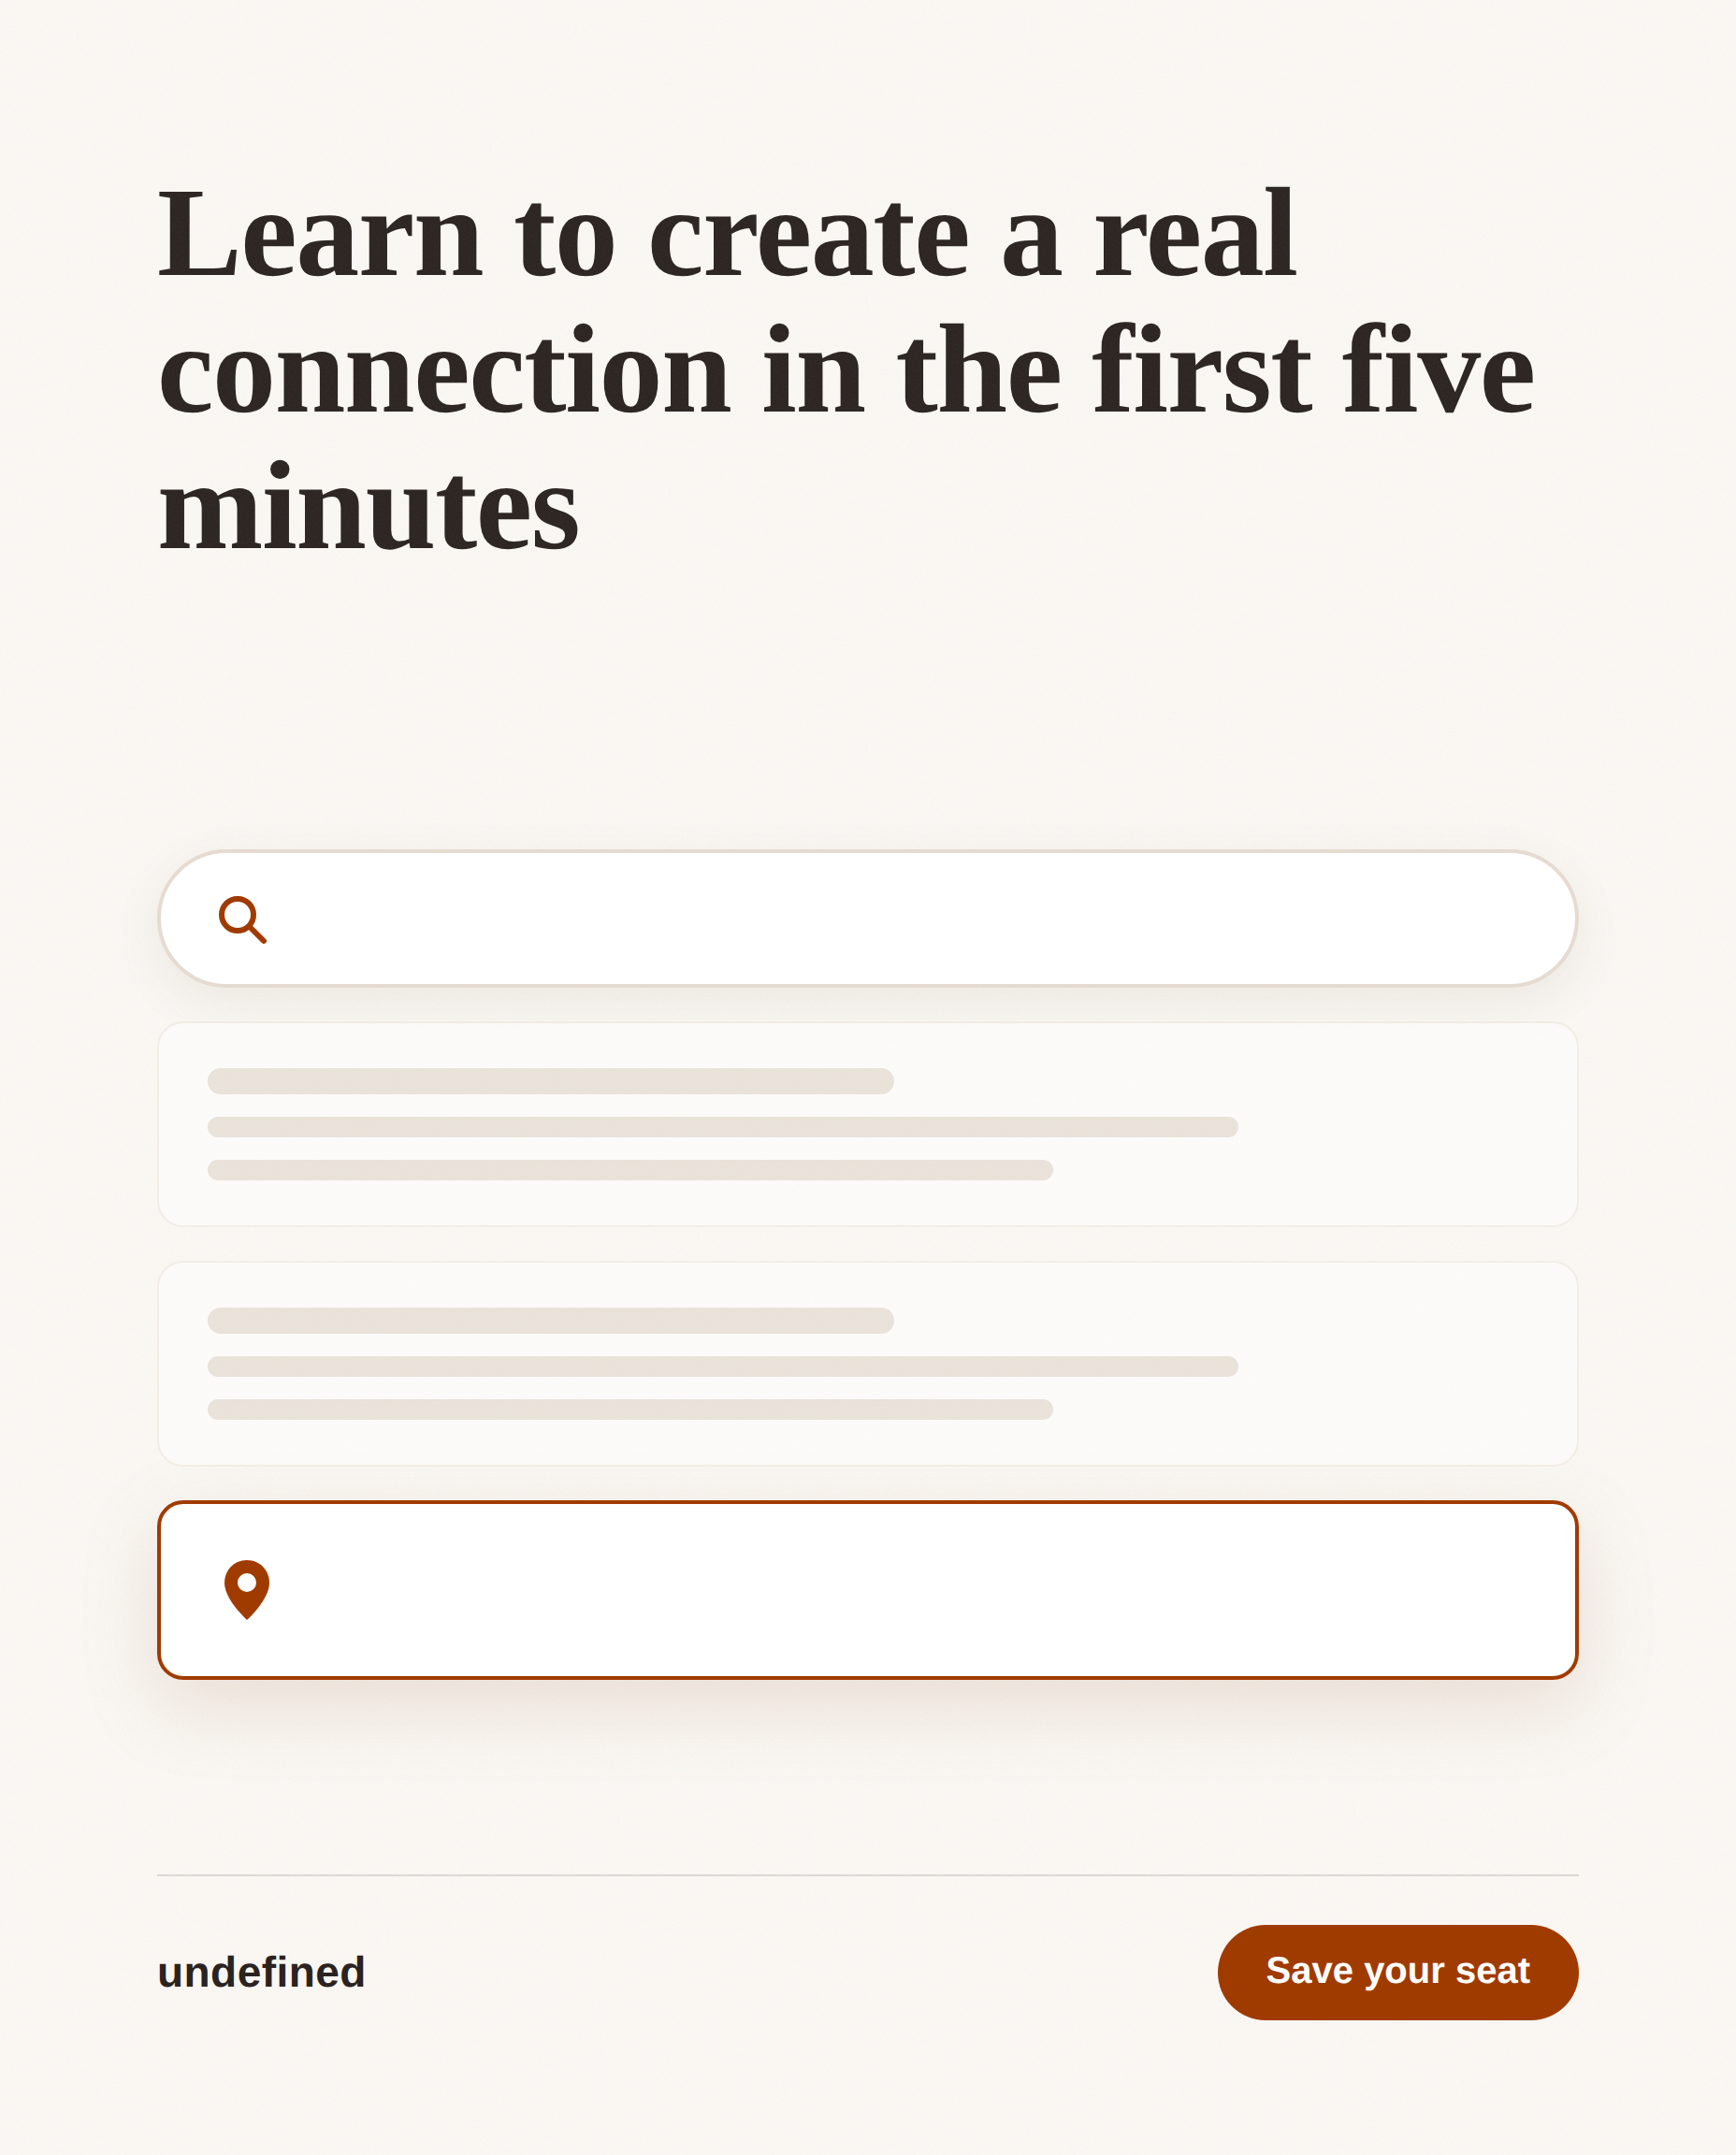 Learn to create a real
connection in the first five
minutes
undefined
Save your seat